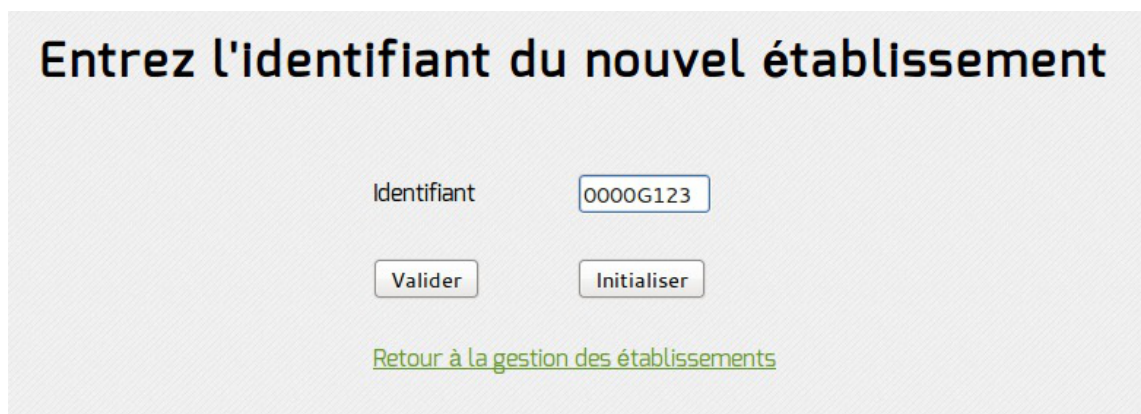 Entrez l'identifiant du nouvel établissement
Identifiant 0000G123
Valider Initialiser
Retour à la gestion des établissements